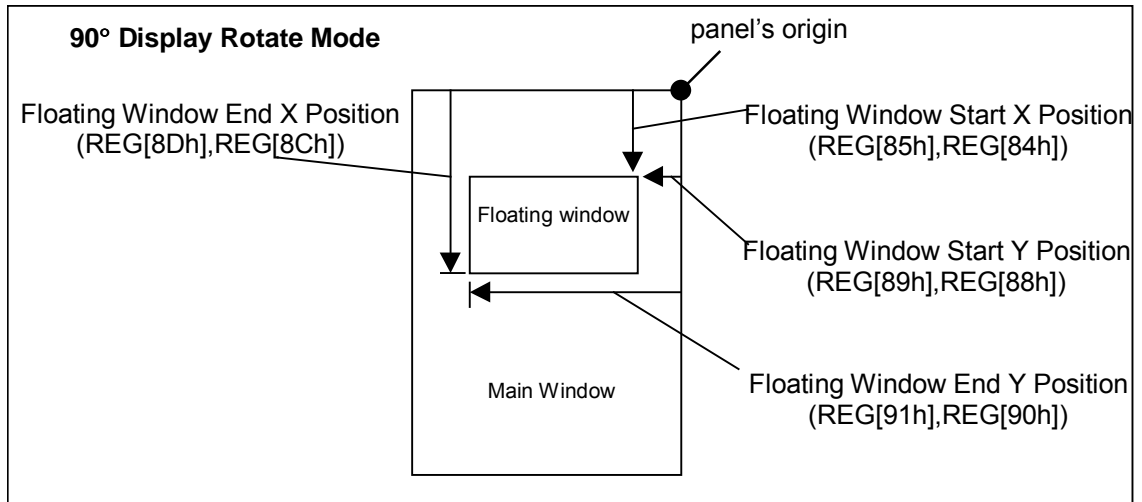 90° Display Rotate Mode
panel's origin
Floating Window End X Position
(REG[8Dh],REG[8Ch])
Floating Window Start X Position
(REG[85h],REG[84h])
Floating window
Floating Window Start Y Position
(REG[89h],REG[88h])
Main Window
Floating Window End Y Position
(REG[91h],REG[90h])